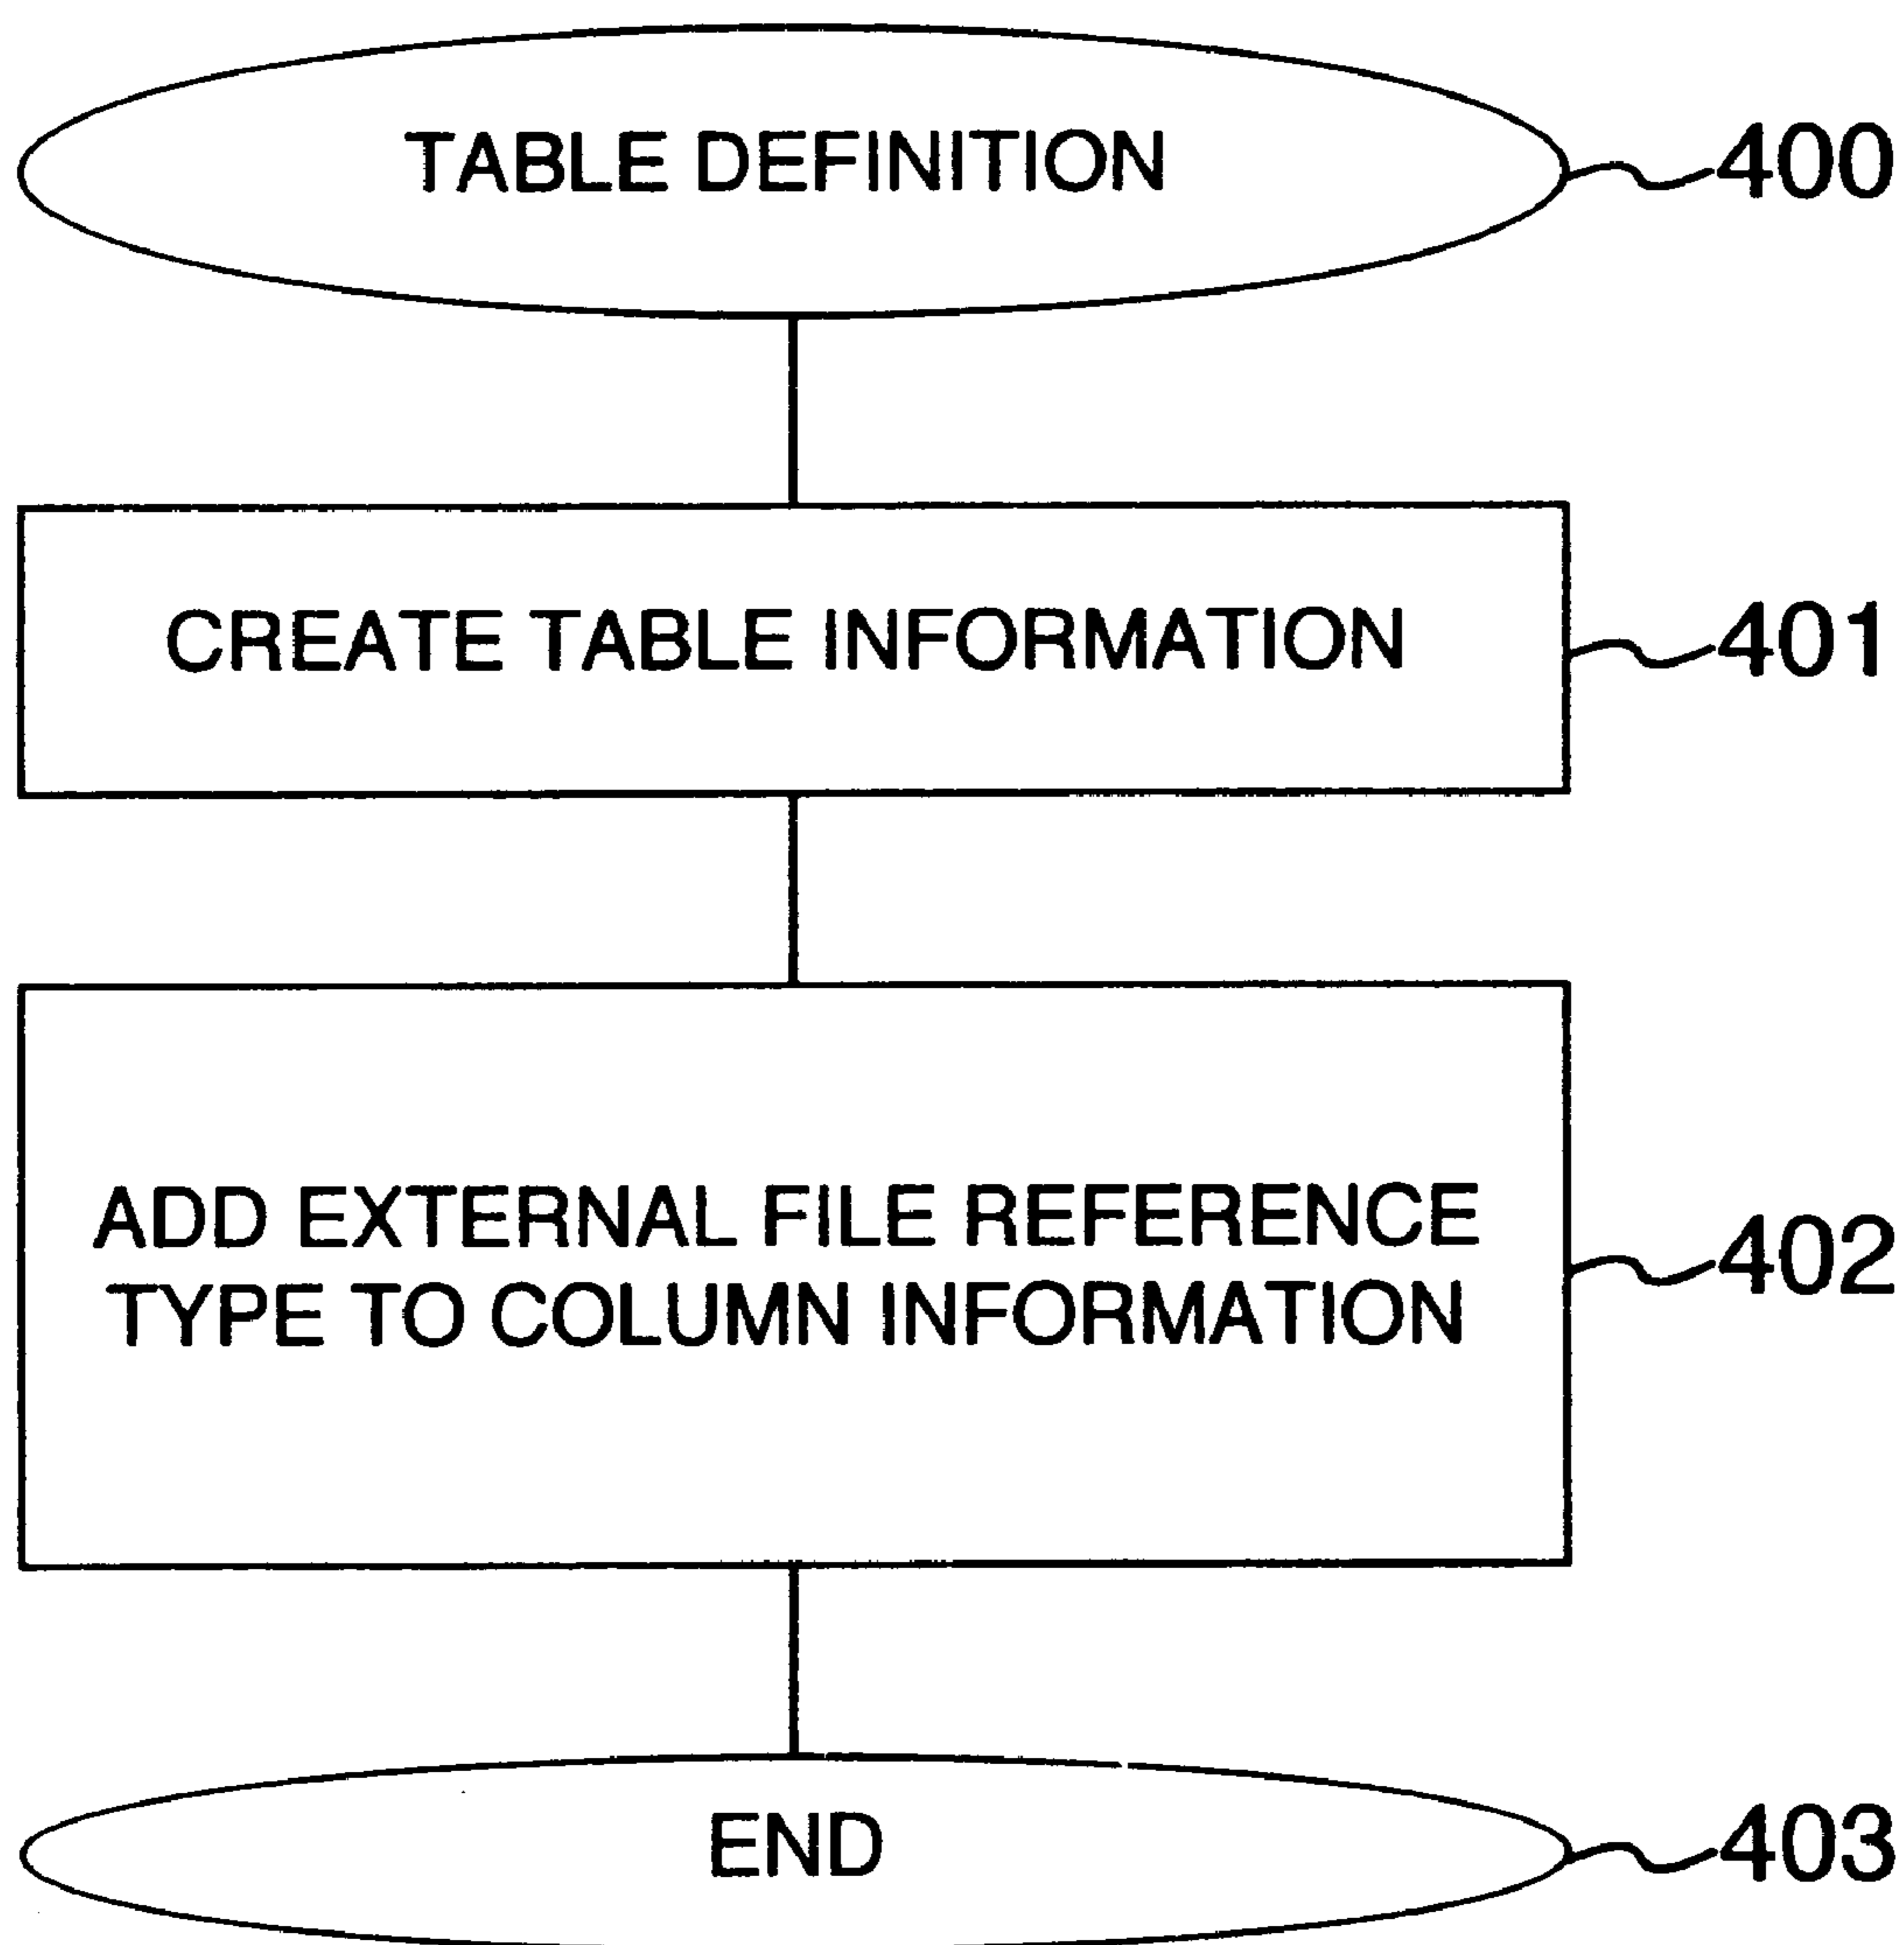 TABLE DEFINITION
400
CREATE TABLE INFORMATION
401
ADD EXTERNAL FILE REFERENCE
TYPE TO COLUMN INFORMATION
402
END
403